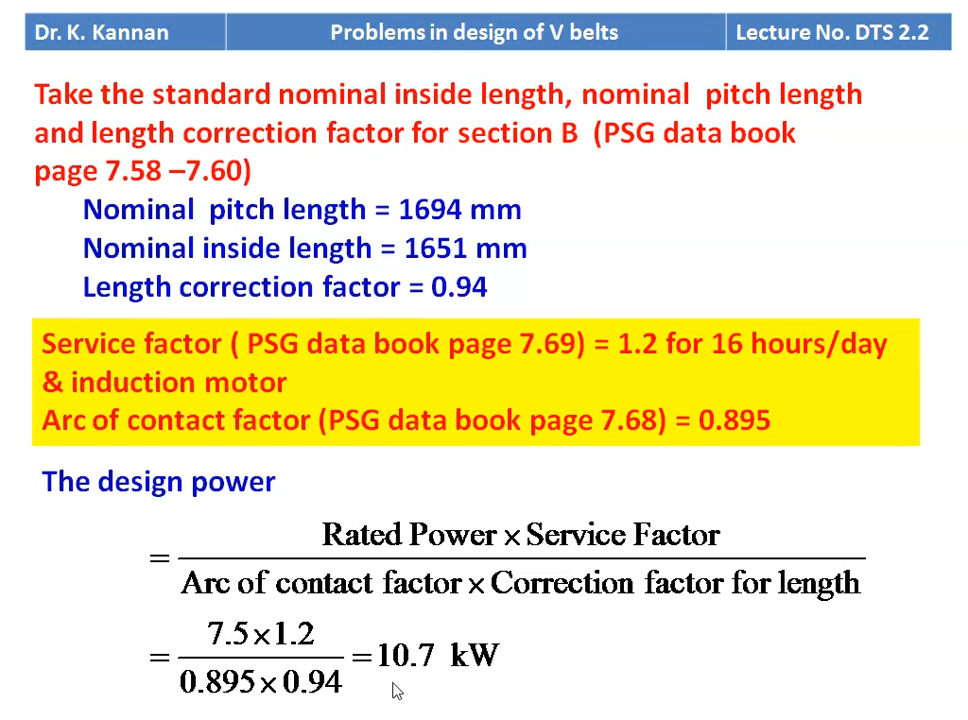 Dr. K. Kannan
Problems in design of V belts
Lecture No. DTS 2.2
Take the standard nominal inside length, nominal pitch length
and length correction factor for section B (PSG data book
page 7.58 –7.60)
Nominal pitch length = 1694 mm
Nominal inside length = 1651 mm
Length correction factor = 0.94
Service factor ( PSG data book page 7.69) = 1.2 for 16 hours/day
& induction motor
Arc of contact factor (PSG data book page 7.68) = 0.895
The design power
= Rated Power × Service Factor
Arc of contact factor × Correction factor for length
= 7.5 × 1.2
0.895 × 0.94
= 10.7 kW